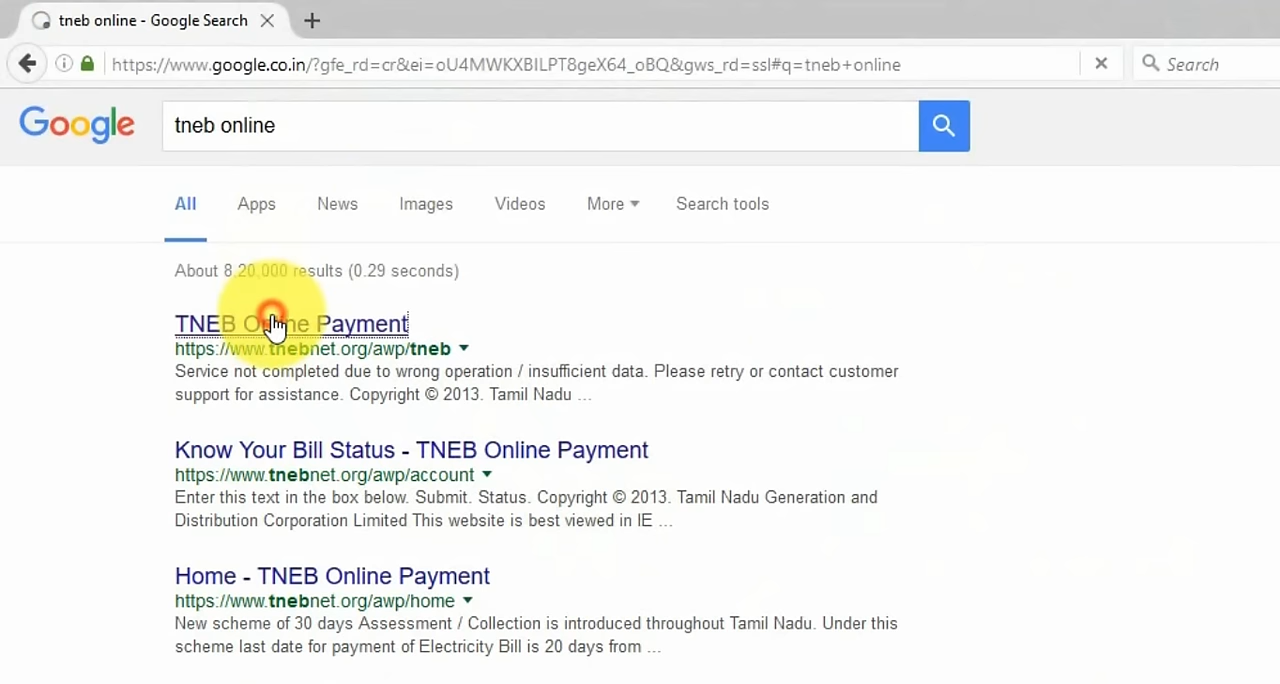 tneb online - Google Search
https://www.google.co.in/?gfe_rd=cr&ei=oU4MWKXBILPT8geX64_oBQ&gws_rd=ssl#q=tneb+online
Search
Google
tneb online
All Apps News Images Videos More Search tools
About 8,20,000 results (0.29 seconds)
TNEB Online Payment
https://www.tnebnet.org/awp/tneb
Service not completed due to wrong operation / insufficient data. Please retry or contact customer
support for assistance. Copyright © 2013. Tamil Nadu ...
Know Your Bill Status - TNEB Online Payment
https://www.tnebnet.org/awp/account
Enter this text in the box below. Submit. Status. Copyright © 2013. Tamil Nadu Generation and
Distribution Corporation Limited This website is best viewed in IE ...
Home - TNEB Online Payment
https://www.tnebnet.org/awp/home
New scheme of 30 days Assessment / Collection is introduced throughout Tamil Nadu. Under this
scheme last date for payment of Electricity Bill is 20 days from ...